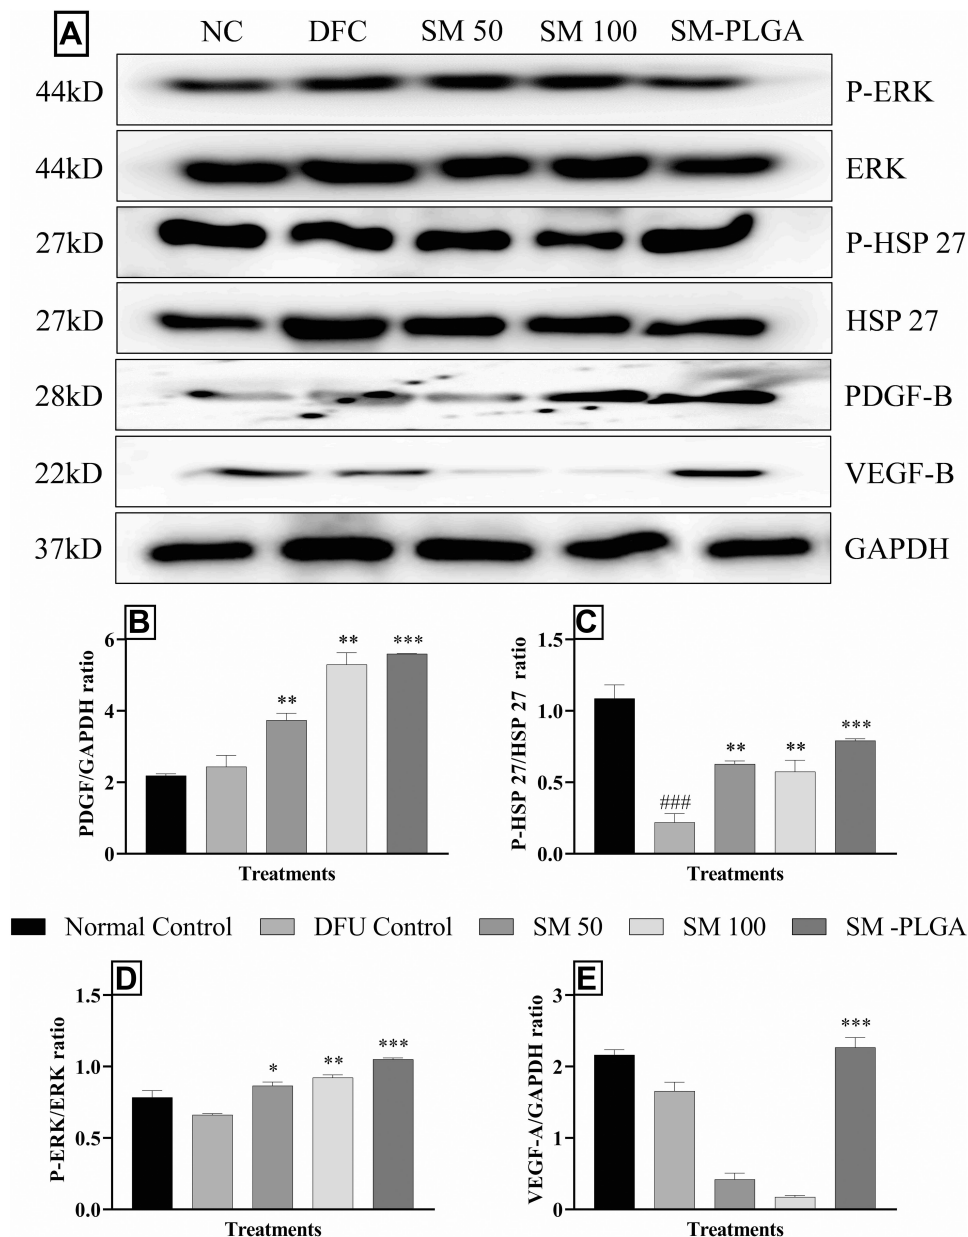 A
NC DFC SM 50 SM 100 SM-PLGA
44kD P-ERK
44kD ERK
27kD P-HSP 27
27kD HSP 27
28kD PDGF-B
22kD VEGF-B
37kD GAPDH
B
PDGF/GAPDH ratio
6
4
2
0
**
**
***
Treatments
C
P-HSP 27/HSP 27 ratio
1.5
1.0
0.5
0.0
###
**
**
***
Treatments
Normal Control DFU Control SM 50 SM 100 SM -PLGA
D
P-ERK/ERK ratio
1.5
1.0
0.5
0.0
*
**
***
Treatments
E
VEGF-A/GAPDH ratio
3
2
1
0
***
Treatments